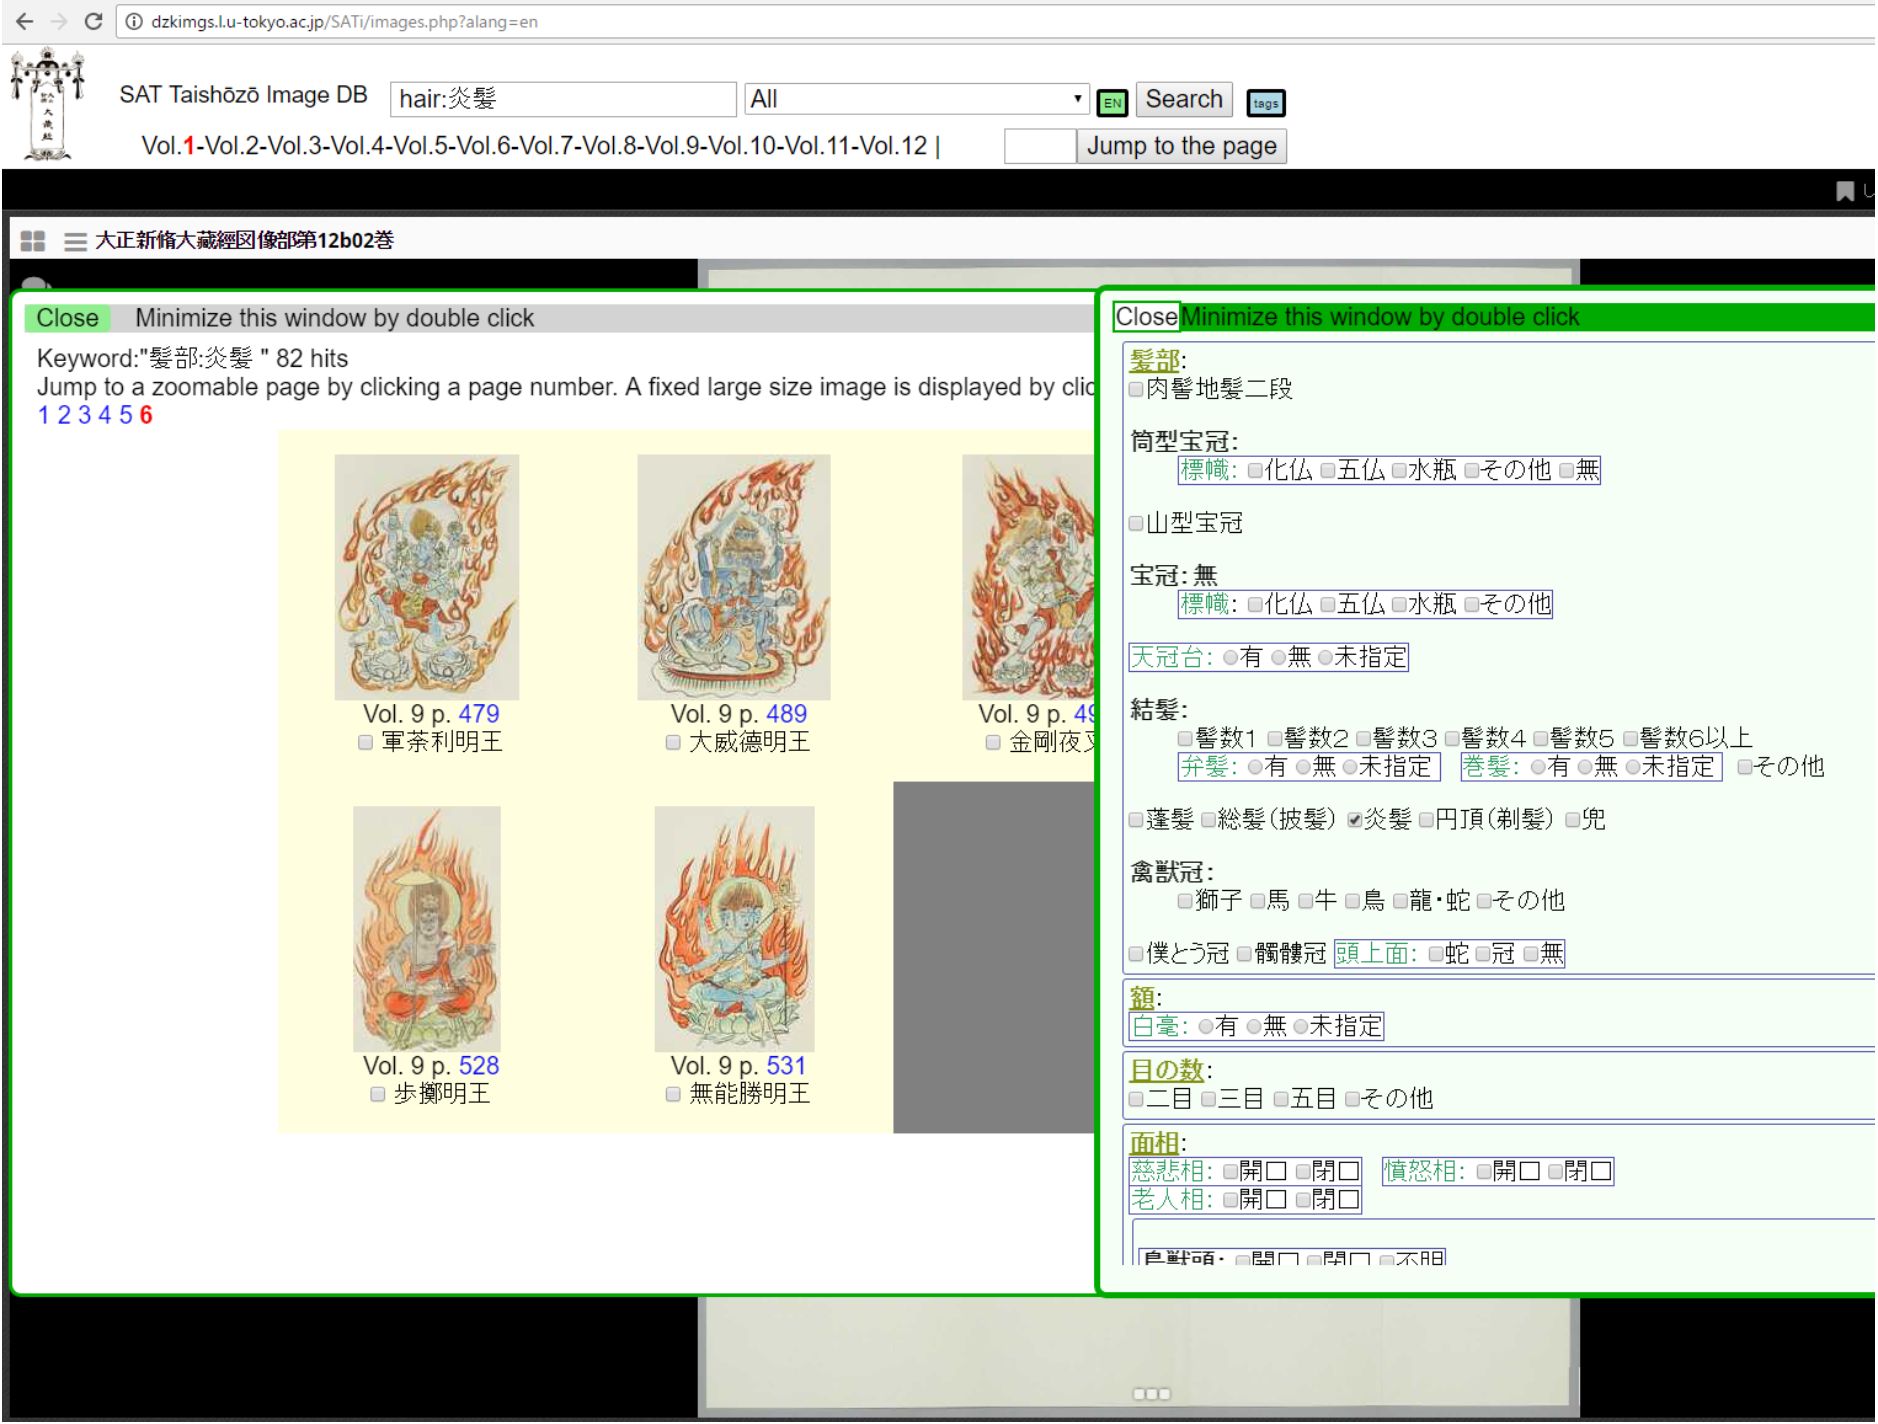 dzkimgs.l.u-tokyo.ac.jp/SATi/images.php?alang=en
SAT Taishōzō Image DB hair:炎髪 All EN Search tags
Vol.1-Vol.2-Vol.3-Vol.4-Vol.5-Vol.6-Vol.7-Vol.8-Vol.9-Vol.10-Vol.11-Vol.12 | Jump to the page
大正新脩大藏經図像部第12b02巻
Close Minimize this window by double click
Keyword:"髪部:炎髪 " 82 hits
Jump to a zoomable page by clicking a page number. A fixed large size image is displayed by clic
1 2 3 4 5 6
Vol. 9 p. 479
軍茶利明王
Vol. 9 p. 489
大威徳明王
Vol. 9 p. 49
金剛夜叉
Vol. 9 p. 528
歩擲明王
Vol. 9 p. 531
無能勝明王
Close Minimize this window by double click
髪部:
肉髻地髪二段
筒型宝冠:
標幟: 化仏 五仏 水瓶 その他 無
山型宝冠
宝冠: 無
標幟: 化仏 五仏 水瓶 その他
天冠台: 有 無 未指定
結髪:
髻数1 髻数2 髻数3 髻数4 髻数5 髻数6以上
弁髪: 有 無 未指定 巻髪: 有 無 未指定 その他
蓬髪 総髪(披髪) 炎髪 円頂(剃髪) 兜
禽獣冠:
獅子 馬 牛 鳥 龍・蛇 その他
僕とう冠 髑髏冠 頭上面: 蛇 冠 無
額:
白毫: 有 無 未指定
目の数:
二目 三目 五目 その他
面相:
慈悲相: 開口 閉口 憤怒相: 開口 閉口
老人相: 開口 閉口
鳥獣頭: 開口 閉口 不明